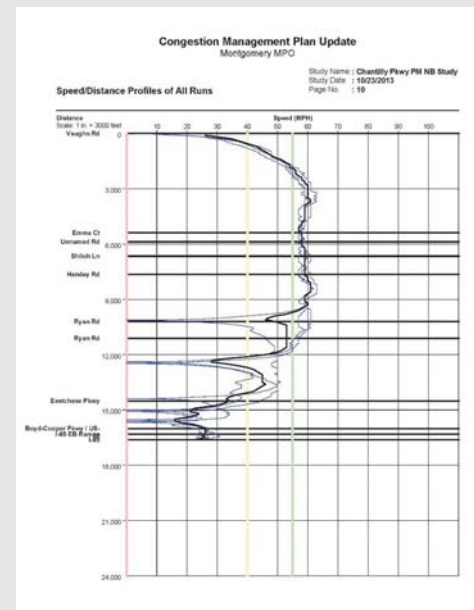 Congestion Management Plan Update
Montgomery MPO
Study Name : Chantilly Pkwy PM NB Study
Study Date : 10/23/2013
Page No. : 10
Speed/Distance Profiles of All Runs
Distance
Scale: 1 in. = 3000 feet
Speed (MPH)
Vaughn Rd 0
0 10 20 30 40 50 60 70 80 90 100
3,000
Emma Ct
Unnamed Rd
6,000
Shiloh Ln
Handey Rd
9,000
Ryan Rd
Ryan Rd
12,000
Eastchase Pkwy
15,000
Boyd-Cooper Pkwy / US-
I-85 EB Ramps
I-85
18,000
21,000
24,000